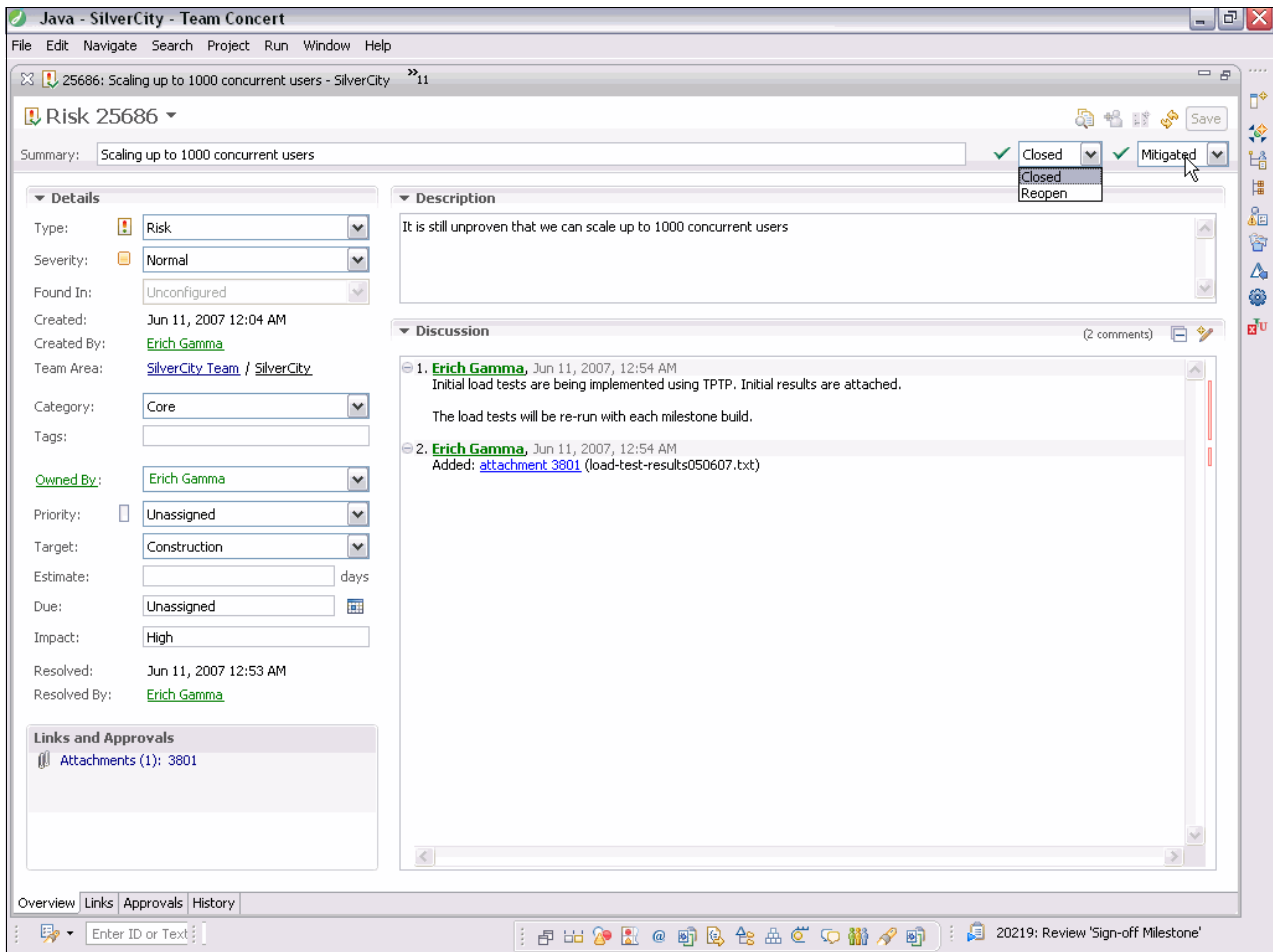 Java - SilverCity - Team Concert
File Edit Navigate Search Project Run Window Help
25686: Scaling up to 1000 concurrent users - SilverCity »11
Risk 25686
Save
Summary: Scaling up to 1000 concurrent users
Closed
Mitigated
Closed
Reopen
Details
Type: Risk
Severity: Normal
Found In: Unconfigured
Created: Jun 11, 2007 12:04 AM
Created By: Erich Gamma
Team Area: SilverCity Team / SilverCity
Category: Core
Tags:
Owned By: Erich Gamma
Priority: Unassigned
Target: Construction
Estimate: days
Due: Unassigned
Impact: High
Resolved: Jun 11, 2007 12:53 AM
Resolved By: Erich Gamma
Links and Approvals
Attachments (1): 3801
Description
It is still unproven that we can scale up to 1000 concurrent users
Discussion
(2 comments)
1. Erich Gamma, Jun 11, 2007, 12:54 AM
Initial load tests are being implemented using TPTP. Initial results are attached.
The load tests will be re-run with each milestone build.
2. Erich Gamma, Jun 11, 2007, 12:54 AM
Added: attachment 3801 (load-test-results050607.txt)
Overview Links Approvals History
Enter ID or Text
20219: Review 'Sign-off Milestone'